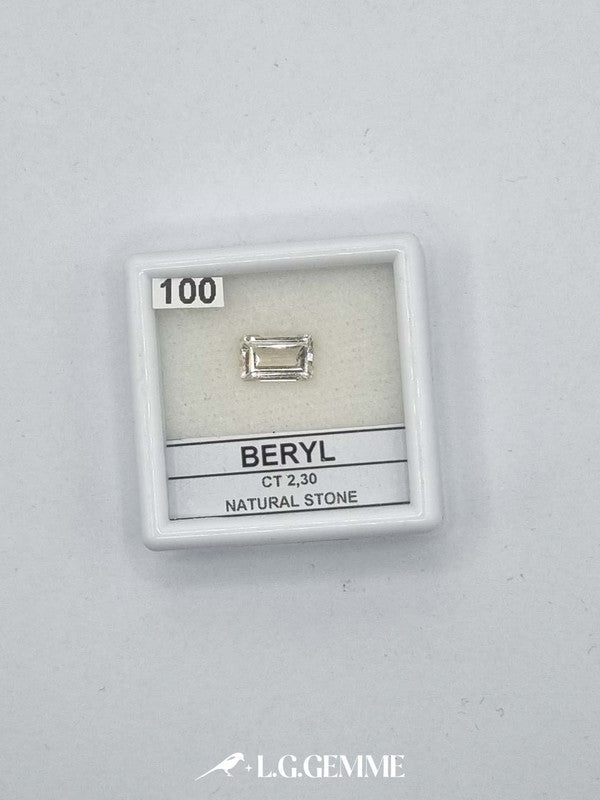 100
BERYL
CT 2,30
NATURAL STONE
L.G.GEMME